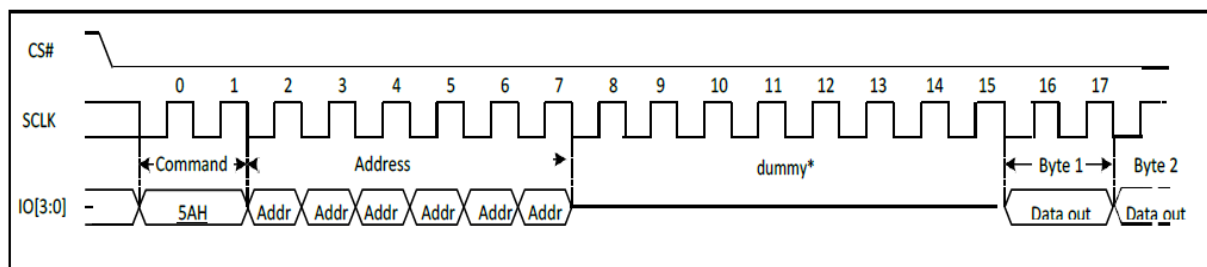 CS#
0 1 2 3 4 5 6 7 8 9 10 11 12 13 14 15 16 17
SCLK
Command Address dummy* Byte 1 Byte 2
IO[3:0] 5AH Addr Addr Addr Addr Addr Addr Data out Data out